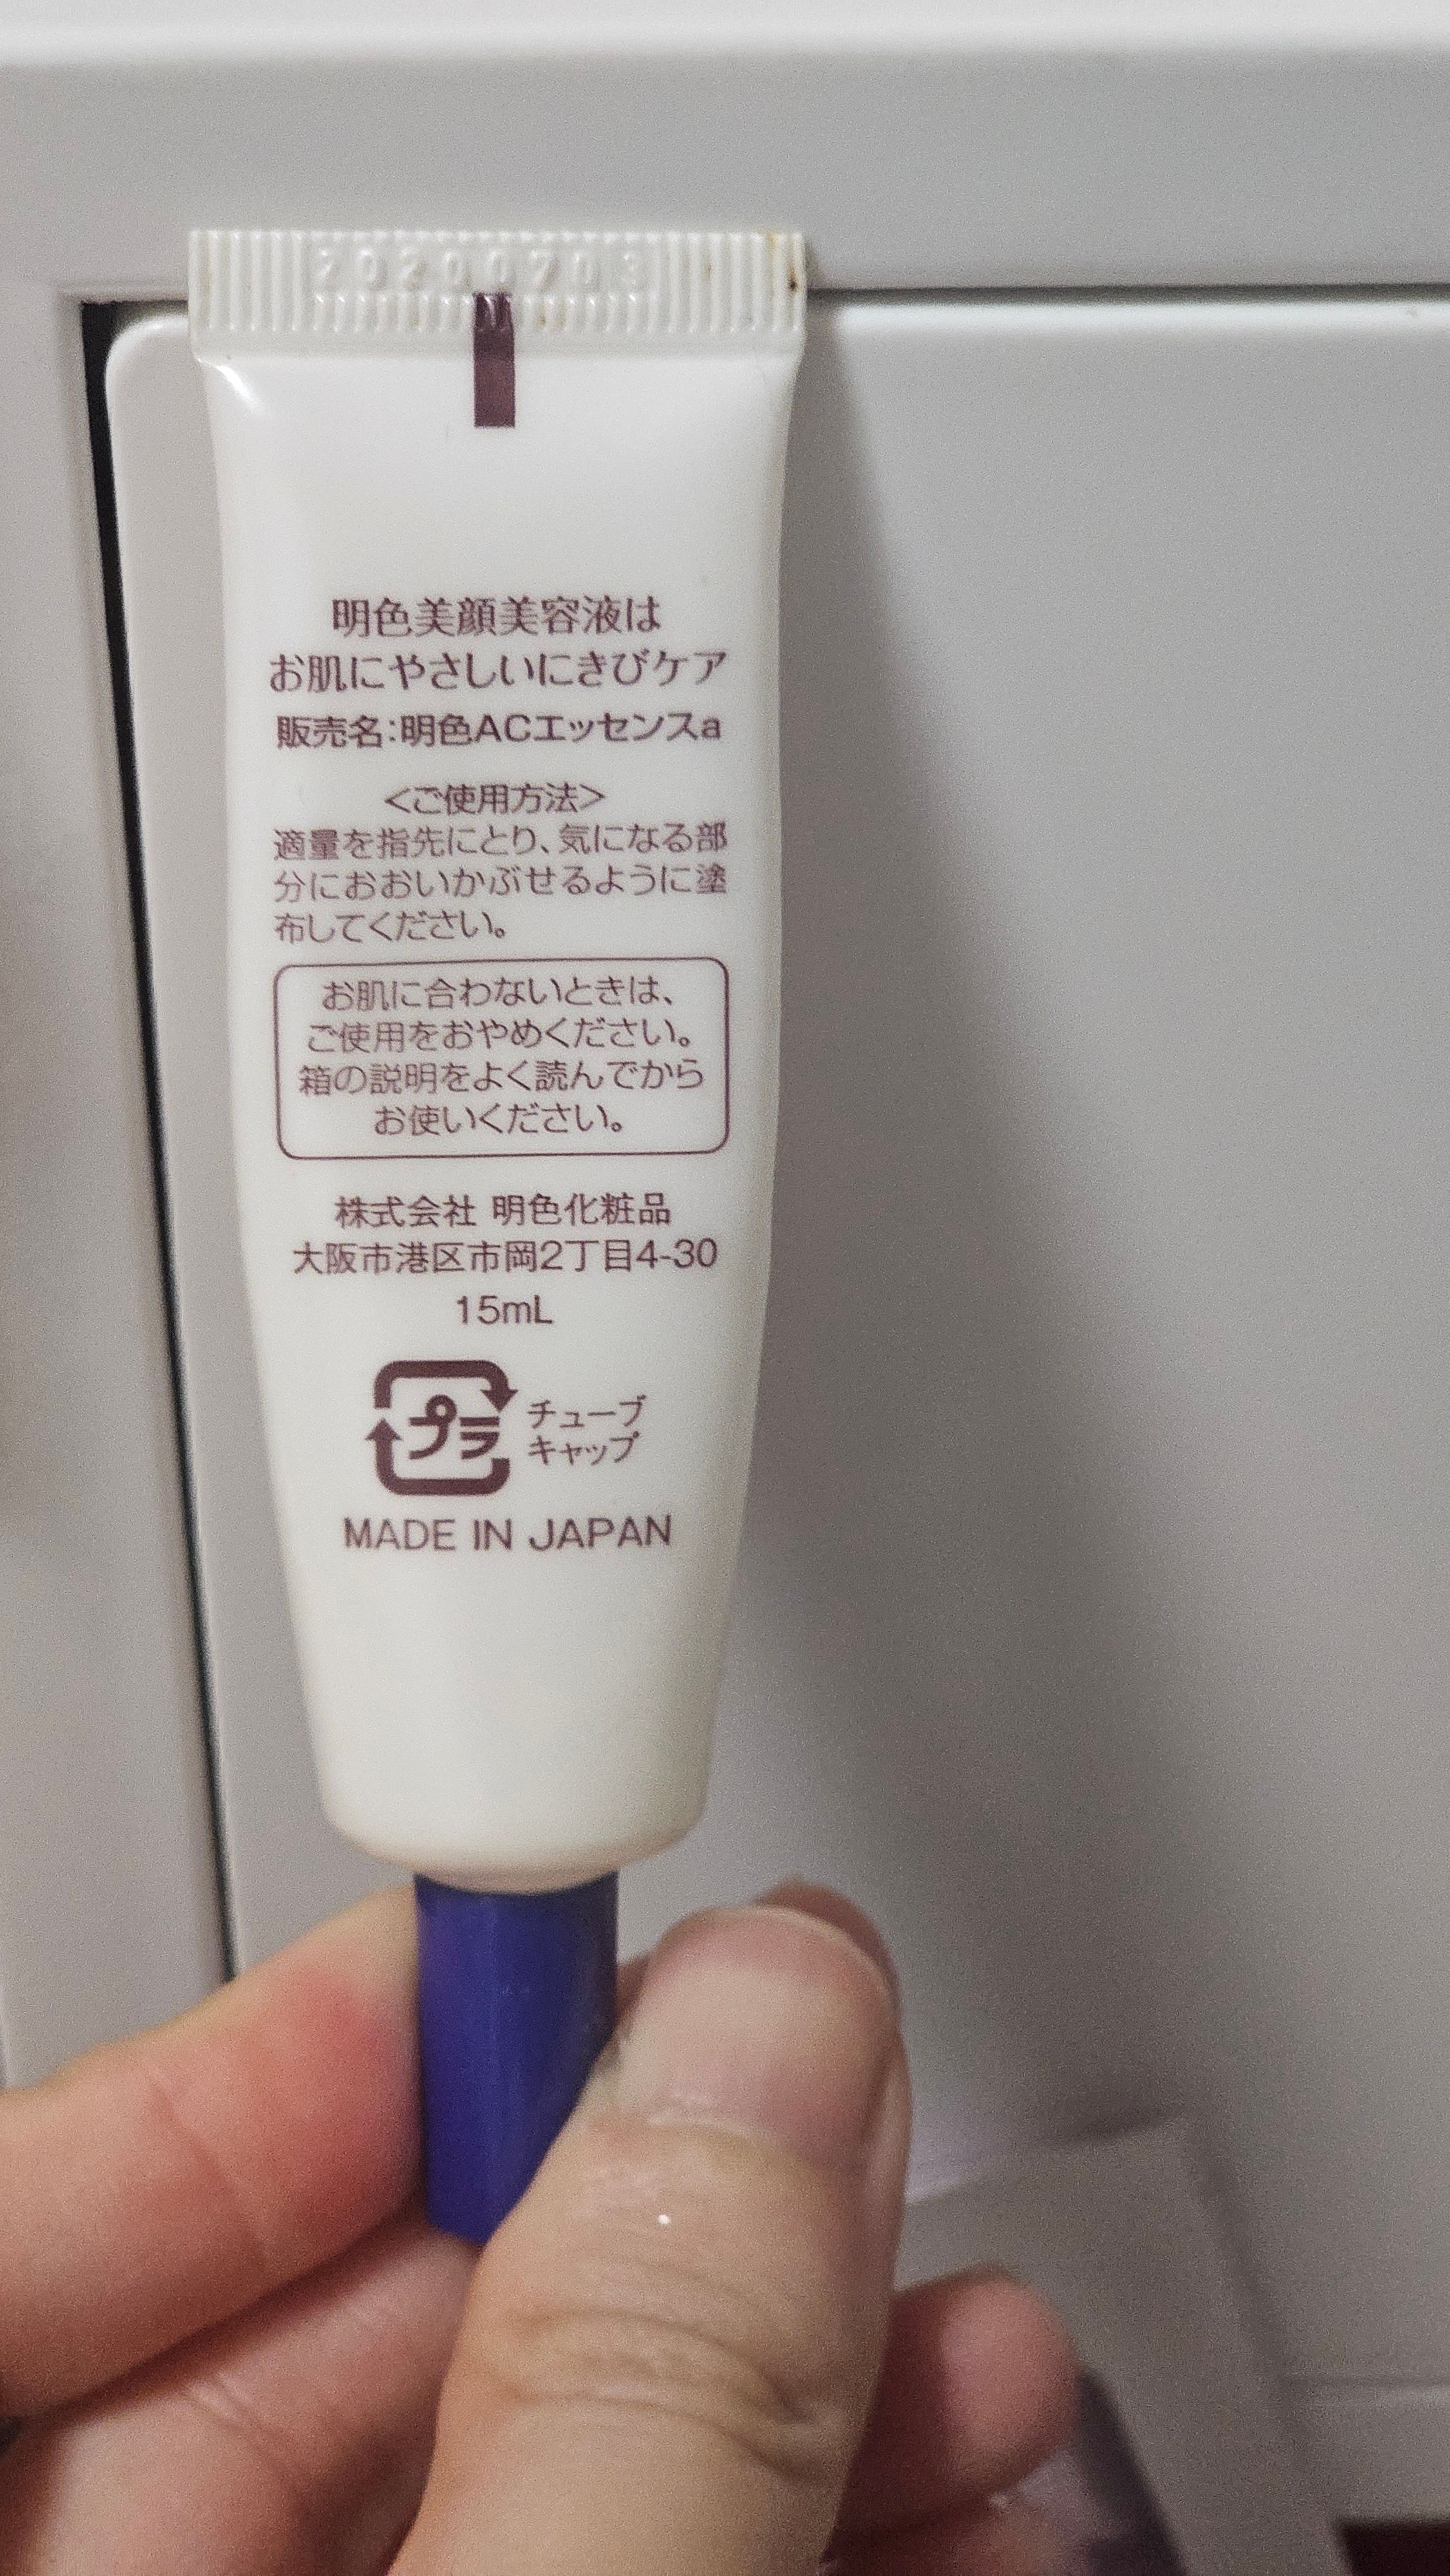 20200703
明色美顔美容液は
お肌にやさしいにきびケア
販売名:明色ACエッセンスa
<ご使用方法>
適量を指先にとり、気になる部
分におおいかぶせるように塗
布してください。
お肌に合わないときは、
ご使用をおやめください。
箱の説明をよく読んでから
お使いください。
株式会社 明色化粧品
大阪市港区市岡2丁目4-30
15mL
プラ
チューブ
キャップ
MADE IN JAPAN